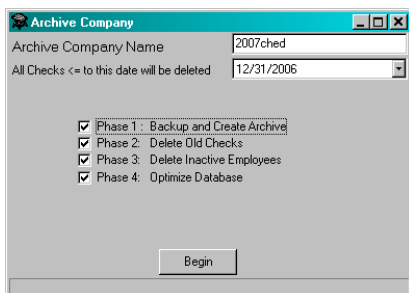 Archive Company
Archive Company Name 2007ched
All Checks <= to this date will be deleted 12/31/2006
Phase 1 : Backup and Create Archive
Phase 2: Delete Old Checks
Phase 3: Delete Inactive Employees
Phase 4: Optimize Database
Begin